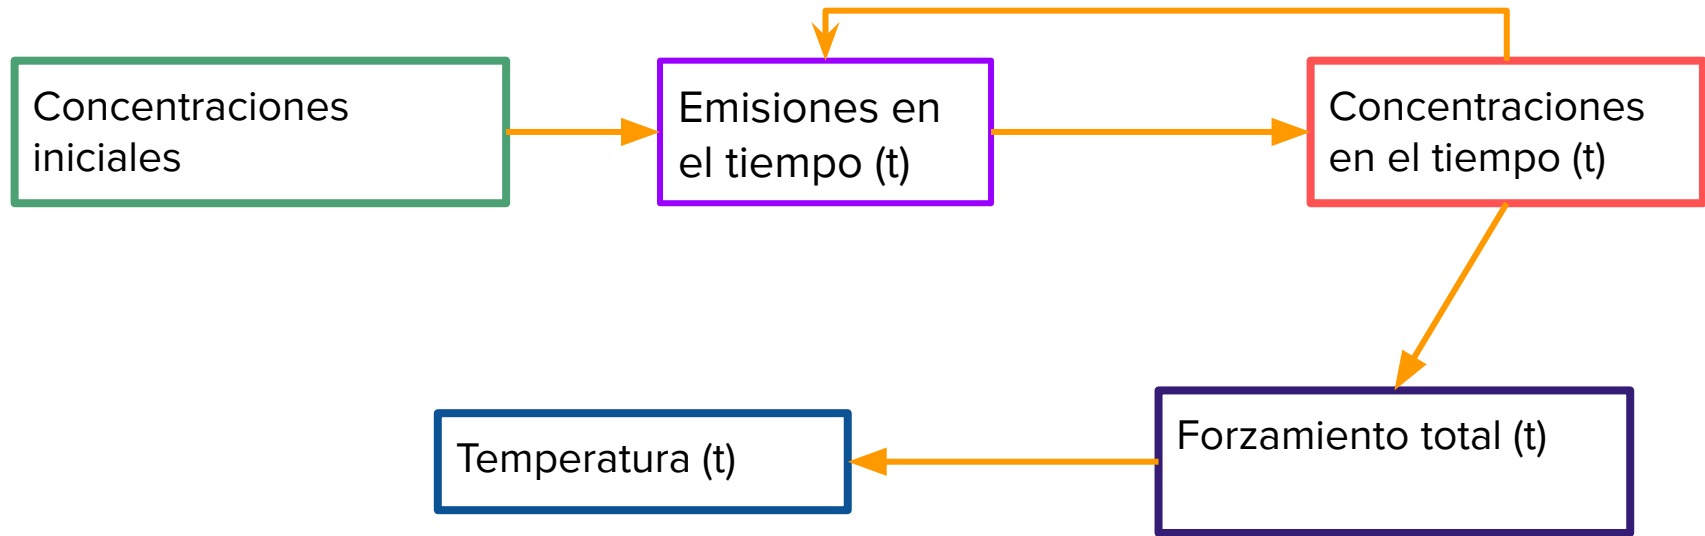 Concentraciones
iniciales
Emisiones en
el tiempo (t)
Concentraciones
en el tiempo (t)
Temperatura (t)
Forzamiento total (t)